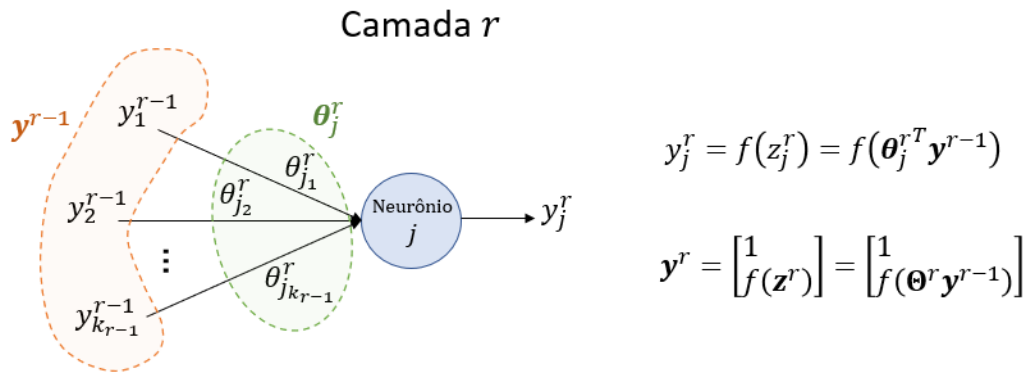 Camada r
𝒚^{r−1}
y_1^{r−1}
y_2^{r−1}
⋮
y_{k_{r−1}}^{r−1}
𝜽_j^r
θ_{j_1}^r
θ_{j_2}^r
θ_{j_{k_{r−1}}}^r
Neurônio
j
y_j^r
y_j^r = f(z_j^r) = f(𝜽_j^{r^T} 𝒚^{r−1})
𝒚^r = [1; f(𝒛^r)] = [1; f(𝚯^r 𝒚^{r−1})]